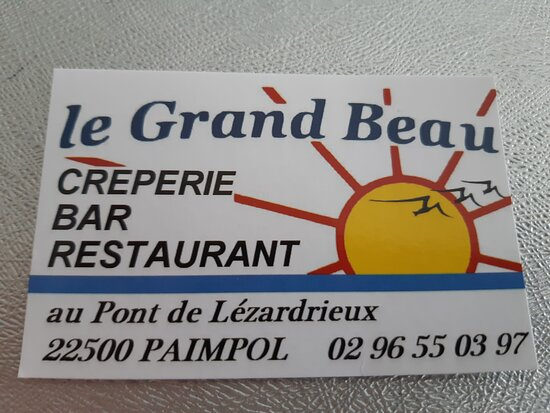 le Grand Beau
CRÊPERIE
BAR
RESTAURANT
au Pont de Lézardrieux
22500 PAIMPOL 02 96 55 03 97